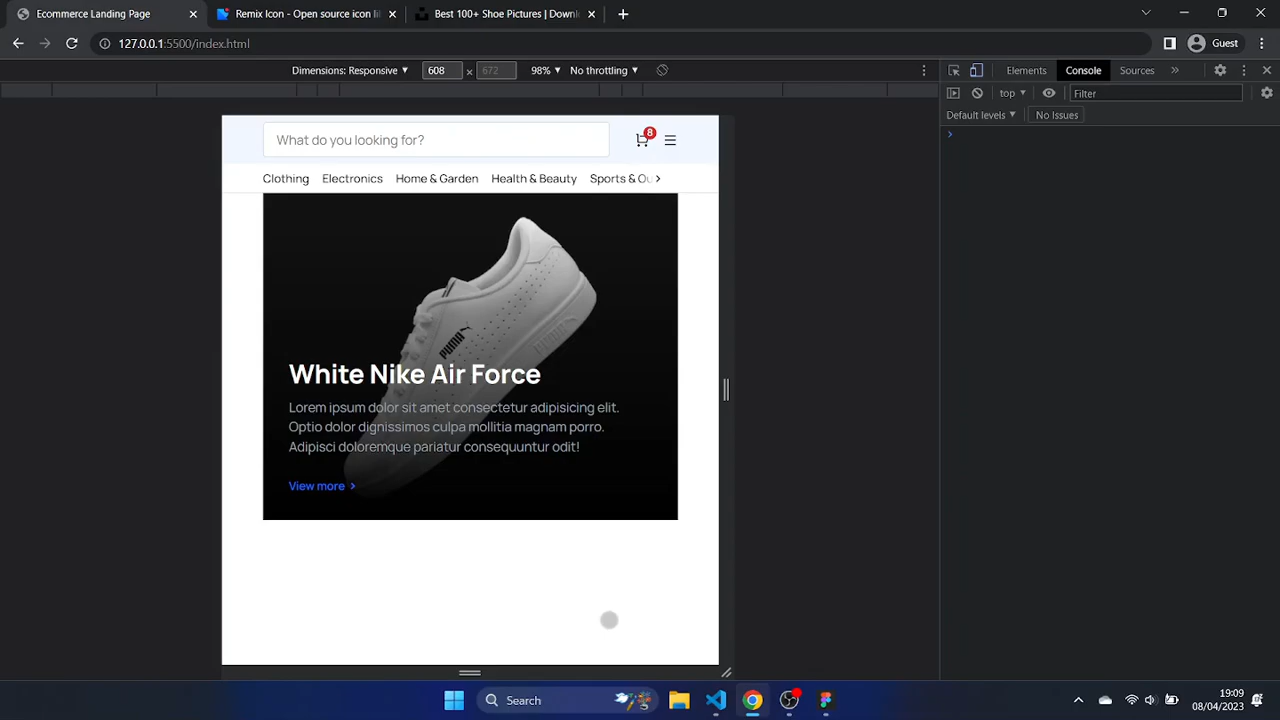 Ecommerce Landing Page
Remix Icon - Open source icon lil
Best 100+ Shoe Pictures | Downl
127.0.0.1:5500/index.html
Guest
Dimensions: Responsive
608
×
672
98%
No throttling
Elements
Console
Sources
top
Filter
Default levels
No Issues
What do you looking for?
8
Clothing
Electronics
Home & Garden
Health & Beauty
Sports & Ou
PUMA
White Nike Air Force
Lorem ipsum dolor sit amet consectetur adipisicing elit.
Optio dolor dignissimos culpa mollitia magnam porro.
Adipisci doloremque pariatur consequuntur odit!
View more
Search
19:09
08/04/2023